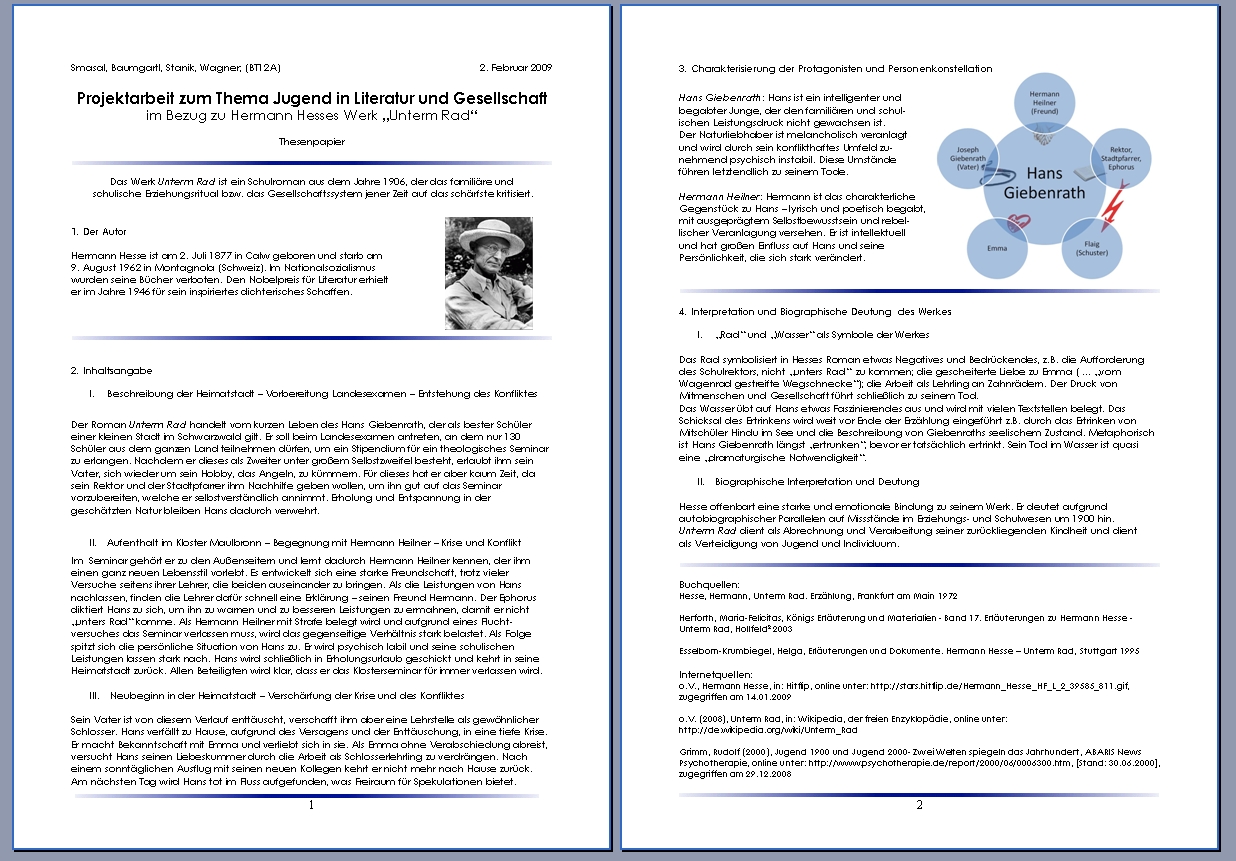 Smasal, Baumgartl, Stanik, Wagner, (BT12A)
2. Februar 2009
Projektarbeit zum Thema Jugend in Literatur und Gesellschaft
im Bezug zu Hermann Hesses Werk „Unterm Rad“
Thesenpapier
Das Werk Unterm Rad ist ein Schulroman aus dem Jahre 1906, der das familiäre und
schulische Erziehungsritual bzw. das Gesellschaftssystem jener Zeit auf das schärfste kritisiert.
1. Der Autor
Hermann Hesse ist am 2. Juli 1877 in Calw geboren und starb am
9. August 1962 in Montagnola (Schweiz). Im Nationalsozialismus
wurden seine Bücher verboten. Den Nobelpreis für Literatur erhielt
er im Jahre 1946 für sein inspiriertes dichterisches Schaffen.
2. Inhaltsangabe
I. Beschreibung der Heimatstadt – Vorbereitung Landesexamen – Entstehung des Konfliktes
Der Roman Unterm Rad handelt vom kurzen Leben des Hans Giebenrath, der als bester Schüler
einer kleinen Stadt im Schwarzwald gilt. Er soll beim Landesexamen antreten, an dem nur 130
Schüler aus dem ganzen Land teilnehmen dürfen, um ein Stipendium für ein theologisches Seminar
zu erlangen. Nachdem er dieses als Zweiter unter großem Selbstzweifel besteht, erlaubt ihm sein
Vater, sich wieder um sein Hobby, das Angeln, zu kümmern. Für dieses hat er aber kaum Zeit, da
sein Rektor und der Stadtpfarrer ihm Nachhilfe geben wollen, um ihn gut auf das Seminar
vorzubereiten, welche er selbstverständlich annimmt. Erholung und Entspannung in der
geschätzten Natur bleiben Hans dadurch verwehrt.
II. Aufenthalt im Kloster Maulbronn – Begegnung mit Hermann Heilner – Krise und Konflikt
Im Seminar gehört er zu den Außenseitern und lernt dadurch Hermann Heilner kennen, der ihm
einen ganz neuen Lebensstil vorlebt. Es entwickelt sich eine starke Freundschaft, trotz vieler
Versuche seitens ihrer Lehrer, die beiden auseinander zu bringen. Als die Leistungen von Hans
nachlassen, finden die Lehrer dafür schnell eine Erklärung – seinen Freund Hermann. Der Ephorus
diktiert Hans zu sich, um ihn zu warnen und zu besseren Leistungen zu ermahnen, damit er nicht
„unters Rad“ komme. Als Hermann Heilner mit Strafe belegt wird und aufgrund eines Flucht-
versuches das Seminar verlassen muss, wird das gegenseitige Verhältnis stark belastet. Als Folge
spitzt sich die persönliche Situation von Hans zu. Er wird psychisch labil und seine schulischen
Leistungen lassen stark nach. Hans wird schließlich in Erholungsurlaub geschickt und kehrt in seine
Heimatstadt zurück. Allen Beteiligten wird klar, dass er das Klosterseminar für immer verlassen wird.
III. Neubeginn in der Heimatstadt – Verschärfung der Krise und des Konfliktes
Sein Vater ist von diesem Verlauf enttäuscht, verschafft ihm aber eine Lehrstelle als gewöhnlicher
Schlosser. Hans verfällt zu Hause, aufgrund des Versagens und der Enttäuschung, in eine tiefe Krise.
Er macht Bekanntschaft mit Emma und verliebt sich in sie. Als Emma ohne Verabschiedung abreist,
versucht Hans seinen Liebeskummer durch die Arbeit als Schlosserlehrling zu verdrängen. Nach
einem sonntäglichen Ausflug mit seinen neuen Kollegen kehrt er nicht mehr nach Hause zurück.
Am nächsten Tag wird Hans tot im Fluss aufgefunden, was Freiraum für Spekulationen bietet.
1
3. Charakterisierung der Protagonisten und Personenkonstellation
Hans Giebenrath: Hans ist ein intelligenter und
begabter Junge, der den familiären und schul-
ischen Leistungsdruck nicht gewachsen ist.
Der Naturliebhaber ist melancholisch veranlagt
und wird durch sein konflikthaftes Umfeld zu-
nehmend psychisch instabil. Diese Umstände
führen letztendlich zu seinem Tode.
Hermann Heilner: Hermann ist das charakterliche
Gegenstück zu Hans – lyrisch und poetisch begabt,
mit ausgeprägtem Selbstbewusstsein und rebel-
lischer Veranlagung versehen. Er ist intellektuell
und hat großen Einfluss auf Hans und seine
Persönlichkeit, die sich stark verändert.
Hermann
Heilner
(Freund)
Joseph
Giebenrath
(Vater)
Rektor,
Stadtpfarrer,
Ephorus
Hans
Giebenrath
Emma
Flaig
(Schuster)
4. Interpretation und Biographische Deutung des Werkes
I. „Rad“ und „Wasser“ als Symbole der Werkes
Das Rad symbolisiert in Hesses Roman etwas Negatives und Bedrückendes, z.B. die Aufforderung
des Schulrektors, nicht „unters Rad“ zu kommen; die gescheiterte Liebe zu Emma ( ... „vom
Wagenrad gestreifte Wegschnecke“); die Arbeit als Lehrling an Zahnrädern. Der Druck von
Mitmenschen und Gesellschaft führt schließlich zu seinem Tod.
Das Wasser übt auf Hans etwas Faszinierendes aus und wird mit vielen Textstellen belegt. Das
Schicksal des Ertrinkens wird weit vor Ende der Erzählung eingeführt z.B. durch das Ertrinken von
Mitschüler Hindu im See und die Beschreibung von Giebenraths seelischem Zustand. Metaphorisch
ist Hans Giebenrath längst „ertrunken“, bevor er tatsächlich ertrinkt. Sein Tod im Wasser ist quasi
eine „dramaturgische Notwendigkeit“.
II. Biographische Interpretation und Deutung
Hesse offenbart eine starke und emotionale Bindung zu seinem Werk. Er deutet aufgrund
autobiographischer Parallelen auf Missstände im Erziehungs- und Schulwesen um 1900 hin.
Unterm Rad dient als Abrechnung und Verarbeitung seiner zurückliegenden Kindheit und dient
als Verteidigung von Jugend und Individuum.
Buchquellen:
Hesse, Hermann, Unterm Rad. Erzählung, Frankfurt am Main 1972
Herforth, Maria-Felicitas, Königs Erläuterung und Materialien - Band 17. Erläuterungen zu Hermann Hesse -
Unterm Rad, Hollfeld³ 2003
Esselborn-Krumbiegel, Helga, Erläuterungen und Dokumente. Hermann Hesse – Unterm Rad, Stuttgart 1995
Internetquellen:
o.V., Hermann Hesse, in: Hitflip, online unter: http://stars.hitflip.de/Hermann_Hesse_HF_L_2_39585_811.gif,
zugegriffen am 14.01.2009
o.V. (2008), Unterm Rad, in: Wikipedia, der freien Enzyklopädie, online unter:
http://de.wikipedia.org/wiki/Unterm_Rad
Grimm, Rudolf (2000), Jugend 1900 und Jugend 2000- Zwei Welten spiegeln das Jahrhundert, ABARIS News
Psychotherapie, online unter: http://www.psychotherapie.de/report/2000/06/0006300.htm, [Stand: 30.06.2000],
zugegriffen am 29.12.2008
2